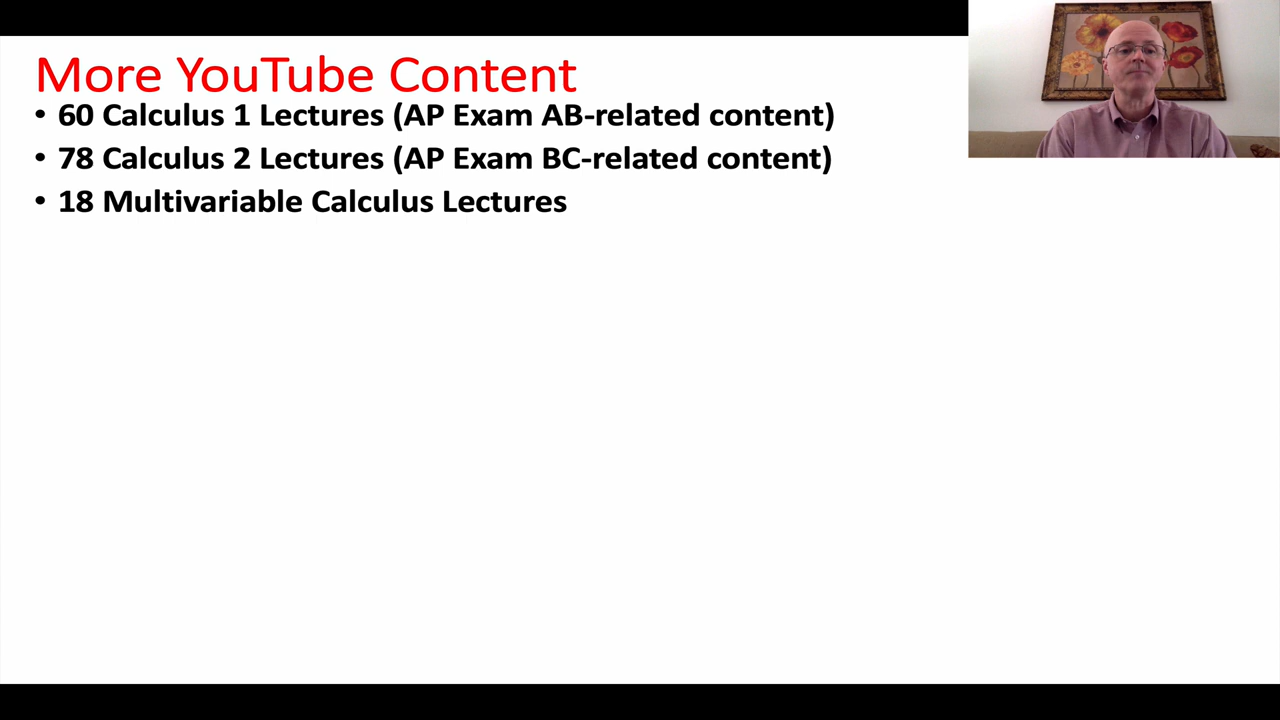 More YouTube Content
• 60 Calculus 1 Lectures (AP Exam AB-related content)
• 78 Calculus 2 Lectures (AP Exam BC-related content)
• 18 Multivariable Calculus Lectures